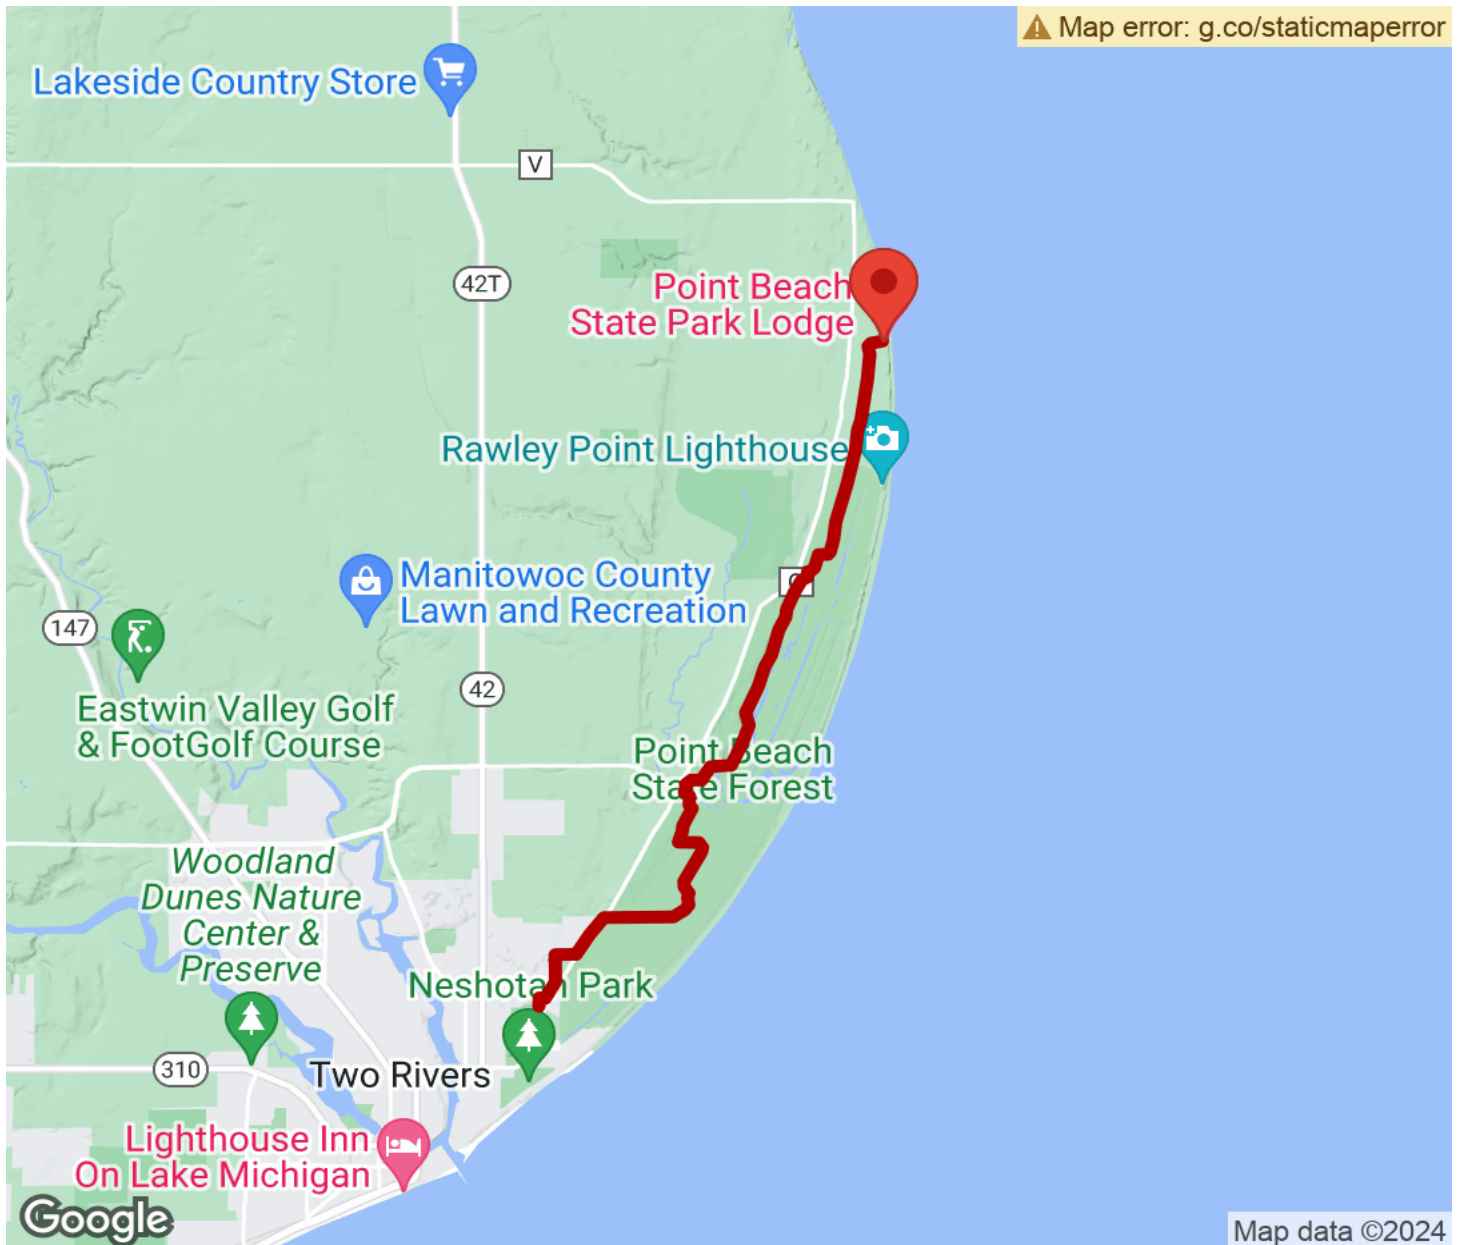 Map error: g.co/staticmaperror
Lakeside Country Store
V
42T
Point Beach
State Park Lodge
Rawley Point Lighthouse
Manitowoc County
Lawn and Recreation
147
Eastwin Valley Golf
& FootGolf Course
42
Point Beach
State Forest
Woodland
Dunes Nature
Center &
Preserve
Neshotah Park
310
Two Rivers
Lighthouse Inn
On Lake Michigan
Google
Map data ©2024